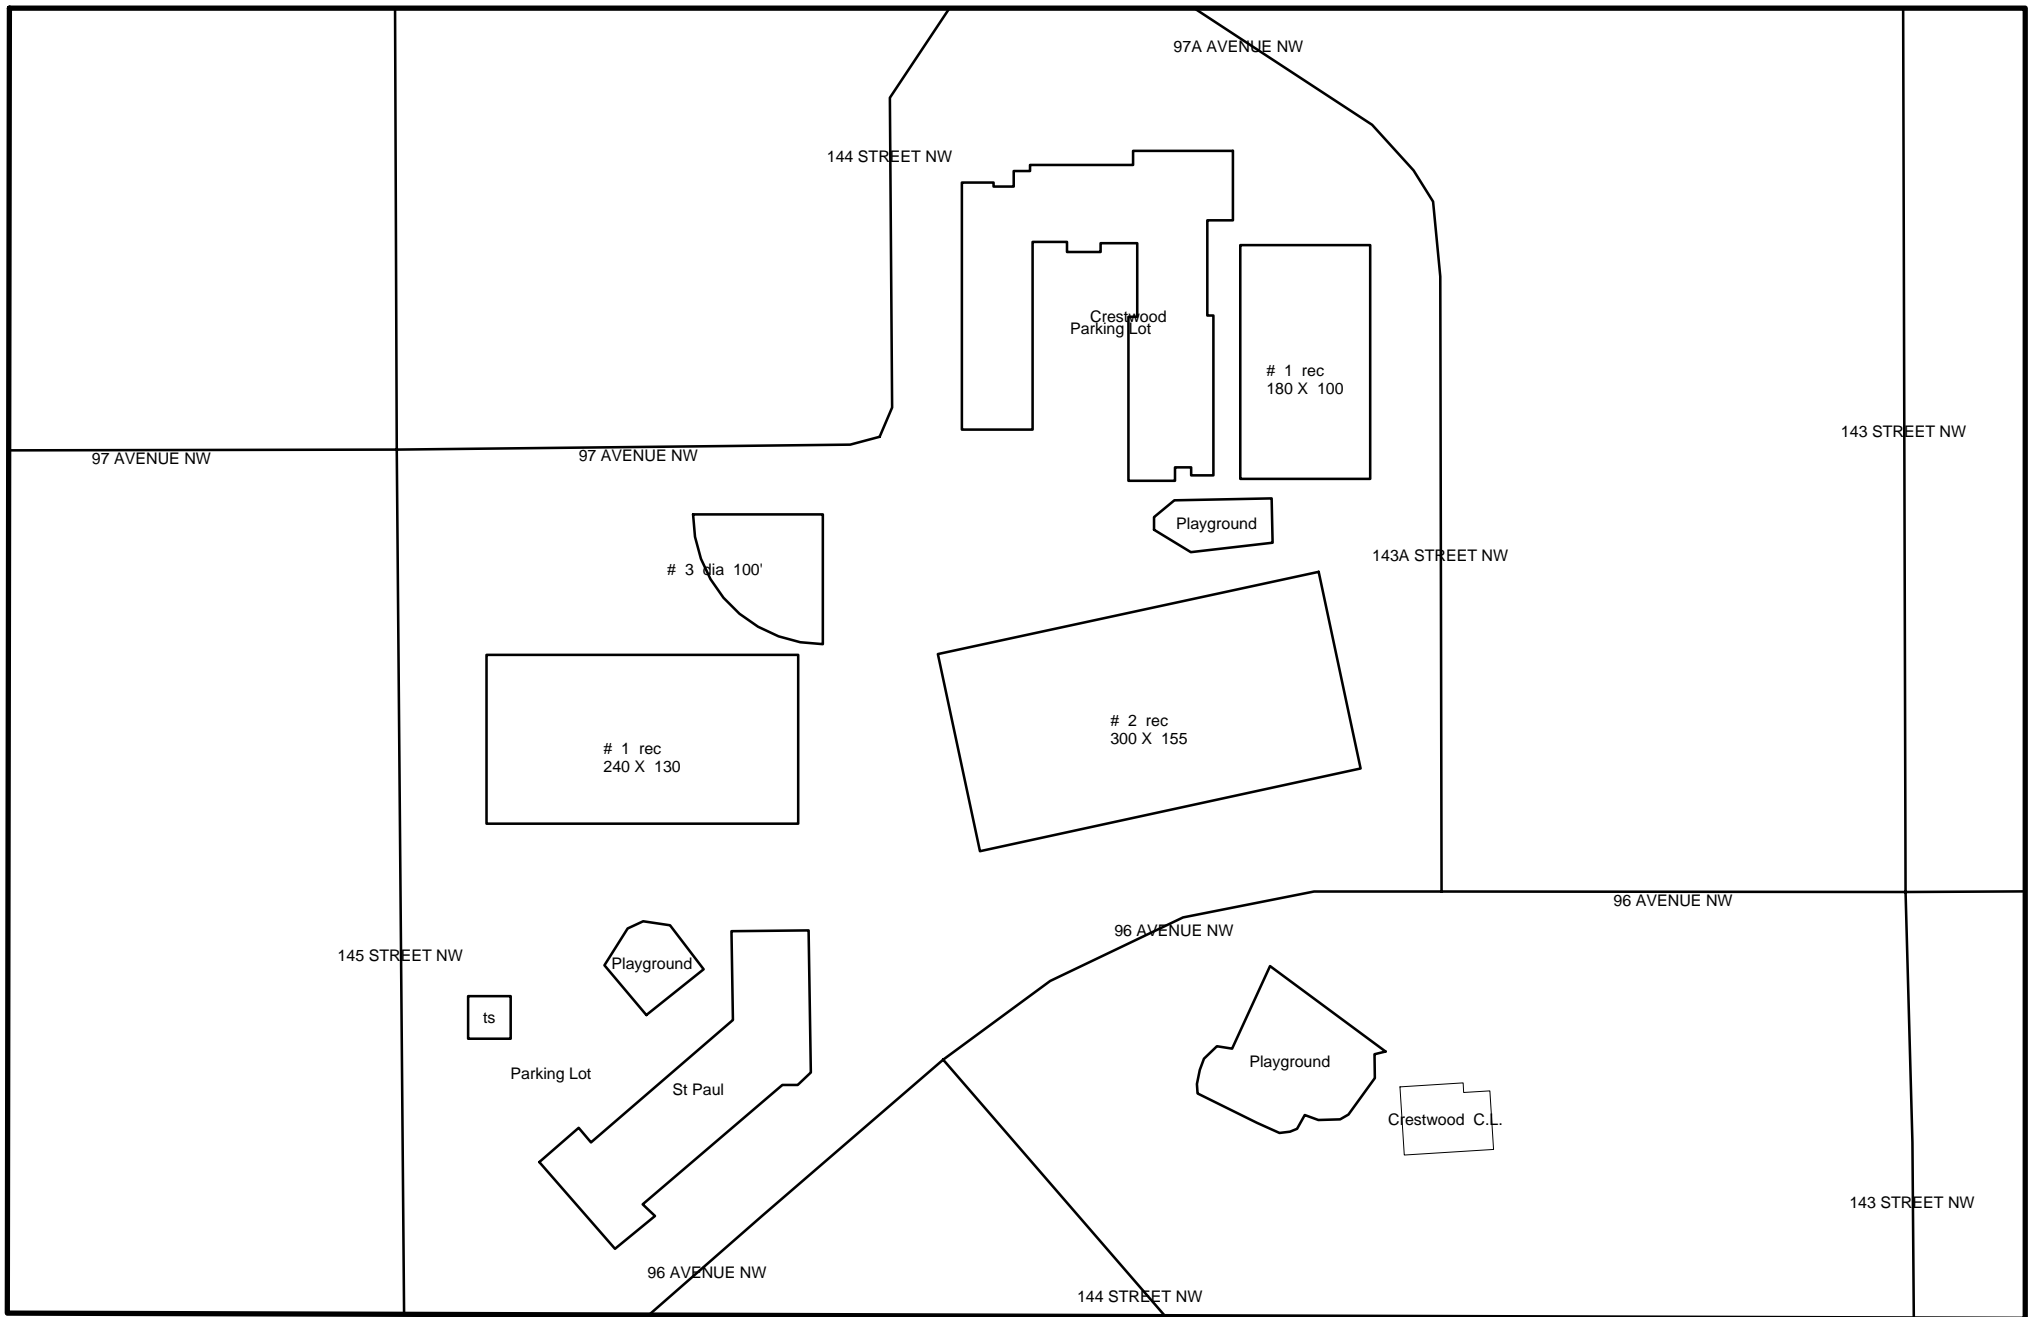 97A AVENUE NW
144 STREET NW
Crestwood
Parking Lot
# 1 rec
180 X 100
143 STREET NW
97 AVENUE NW
97 AVENUE NW
Playground
143A STREET NW
# 3 dia 100'
# 2 rec
300 X 155
# 1 rec
240 X 130
96 AVENUE NW
96 AVENUE NW
145 STREET NW
Playground
ts
Parking Lot
St Paul
Playground
Crestwood C.L.
143 STREET NW
96 AVENUE NW
144 STREET NW